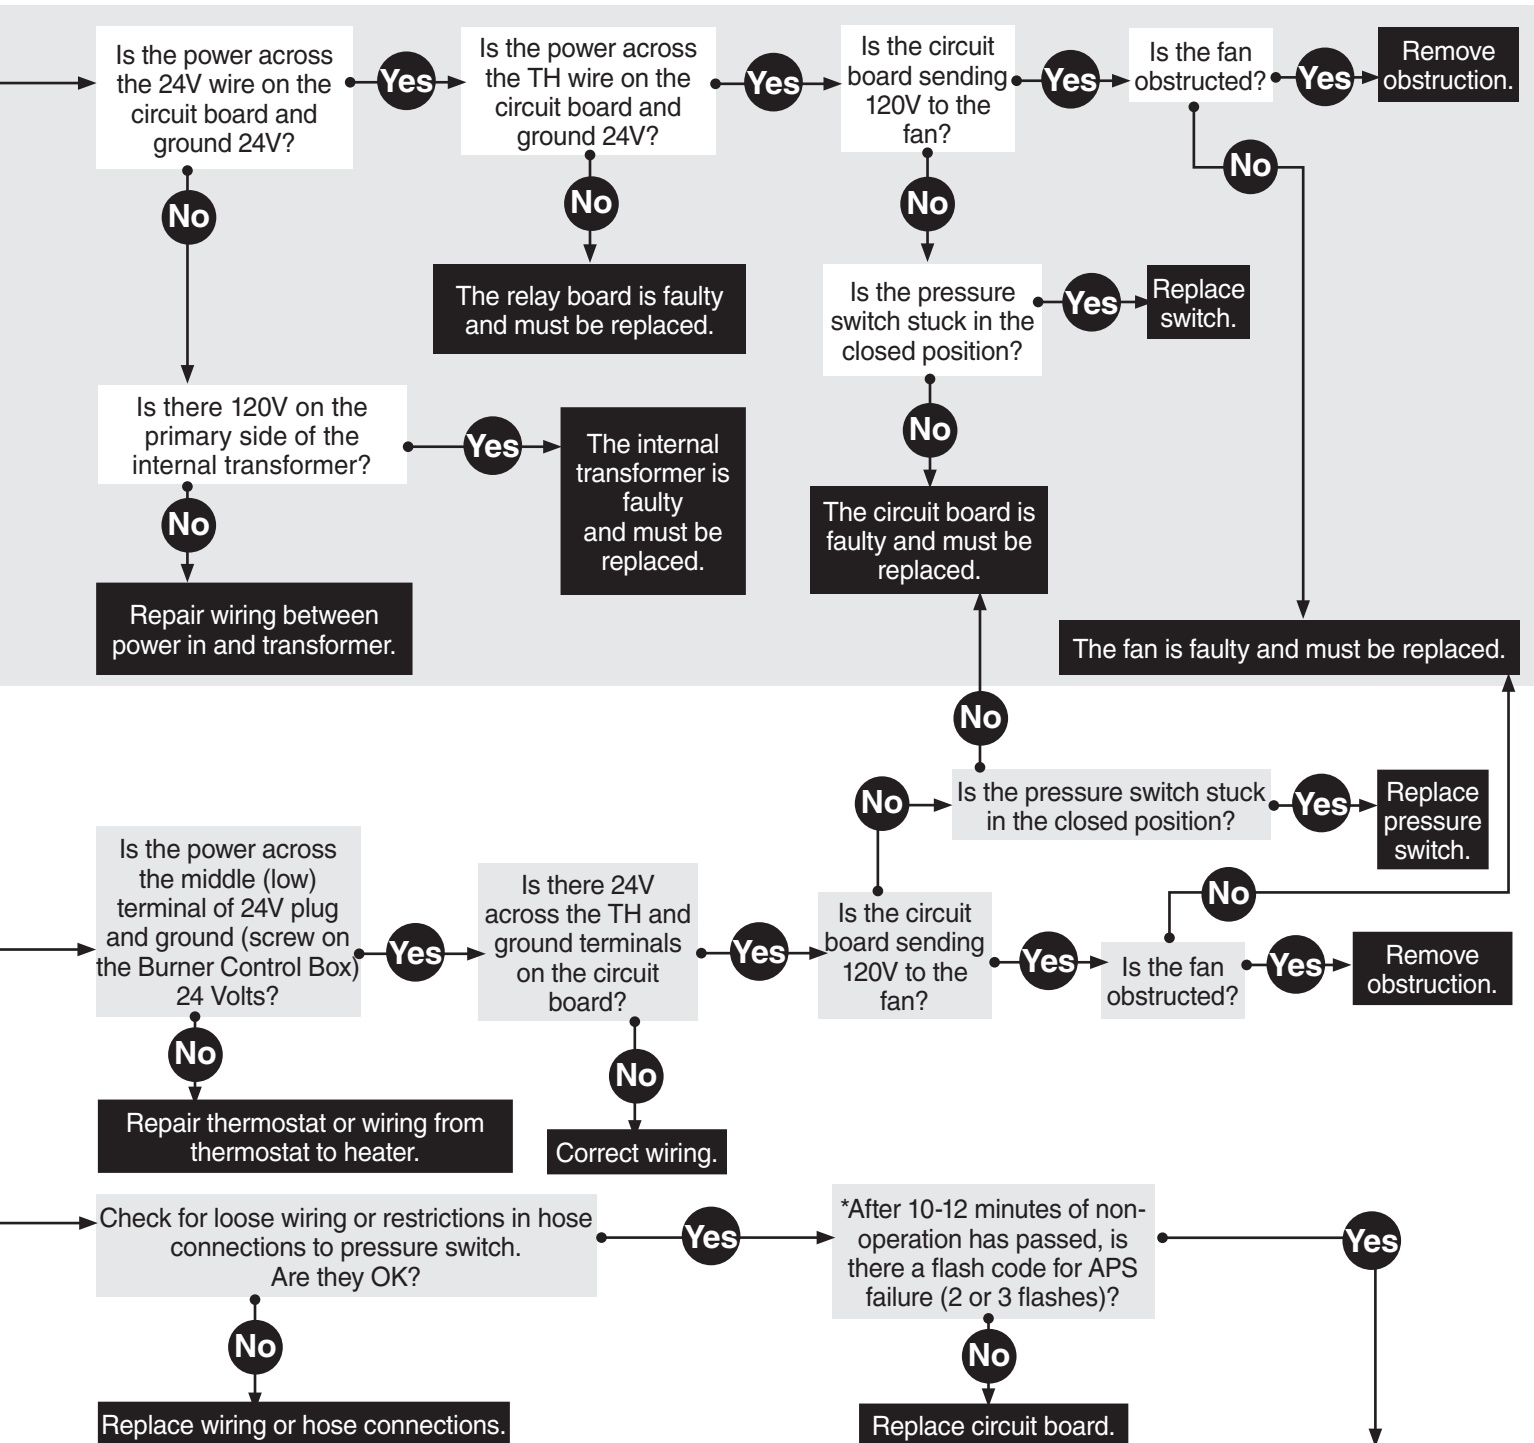 Is the power across
the 24V wire on the
circuit board and
ground 24V?
Yes
Is the power across
the TH wire on the
circuit board and
ground 24V?
Yes
Is the circuit
board sending
120V to the
fan?
Yes
Is the fan
obstructed?
Yes
Remove
obstruction.
No
No
No
No
The relay board is faulty
and must be replaced.
Is the pressure
switch stuck in the
closed position?
Yes
Replace
switch.
Is there 120V on the
primary side of the
internal transformer?
Yes
The internal
transformer is
faulty
and must be
replaced.
No
The circuit board is
faulty and must be
replaced.
No
Repair wiring between
power in and transformer.
The fan is faulty and must be replaced.
No
No
Is the pressure switch stuck
in the closed position?
Yes
Replace
pressure
switch.
Is the power across
the middle (low)
terminal of 24V plug
and ground (screw on
the Burner Control Box)
24 Volts?
Yes
Is there 24V
across the TH and
ground terminals
on the circuit
board?
Yes
Is the circuit
board sending
120V to the
fan?
Yes
No
Is the fan
obstructed?
Yes
Remove
obstruction.
No
No
Repair thermostat or wiring from
thermostat to heater.
Correct wiring.
Check for loose wiring or restrictions in hose
connections to pressure switch.
Are they OK?
Yes
*After 10-12 minutes of non-
operation has passed, is
there a flash code for APS
failure (2 or 3 flashes)?
Yes
No
No
Replace wiring or hose connections.
Replace circuit board.